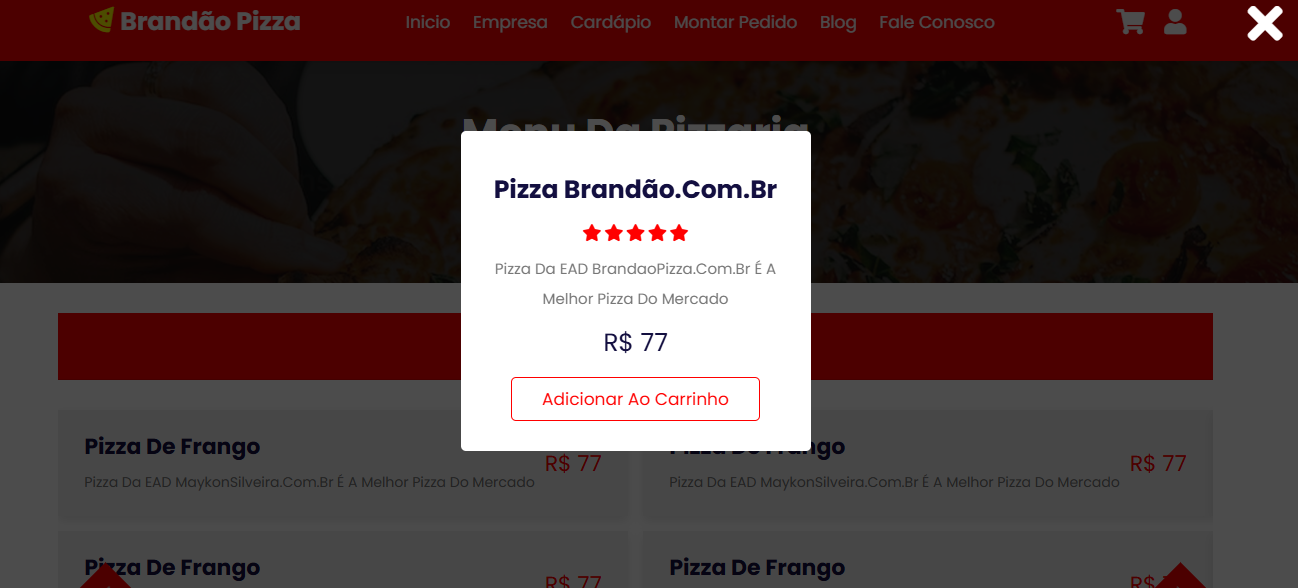 Brandão Pizza
Inicio Empresa Cardápio Montar Pedido Blog Fale Conosco
Menu Da Pizzaria
Pizza Brandão.Com.Br
Pizza Da EAD BrandaoPizza.Com.Br É A
Melhor Pizza Do Mercado
R$ 77
Adicionar Ao Carrinho
Pizza De Frango
R$ 77
Pizza Da EAD MaykonSilveira.Com.Br É A Melhor Pizza Do Mercado
Pizza De Frango
R$ 77
Pizza Da EAD MaykonSilveira.Com.Br É A Melhor Pizza Do Mercado
Pizza De Frango
R$ 77
Pizza De Frango
R$ 77